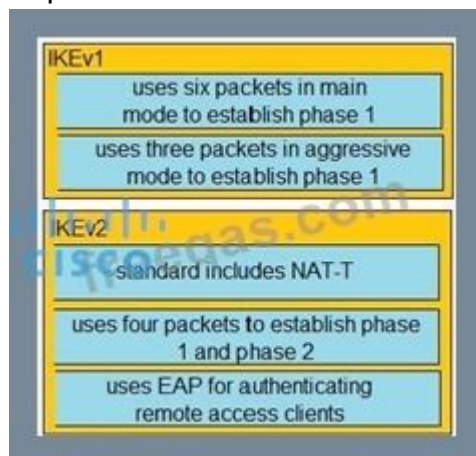 IKEv1
uses six packets in main
mode to establish phase 1
uses three packets in aggressive
mode to establish phase 1
IKEv2
standard includes NAT-T
uses four packets to establish phase
1 and phase 2
uses EAP for authenticating
remote access clients
cisco